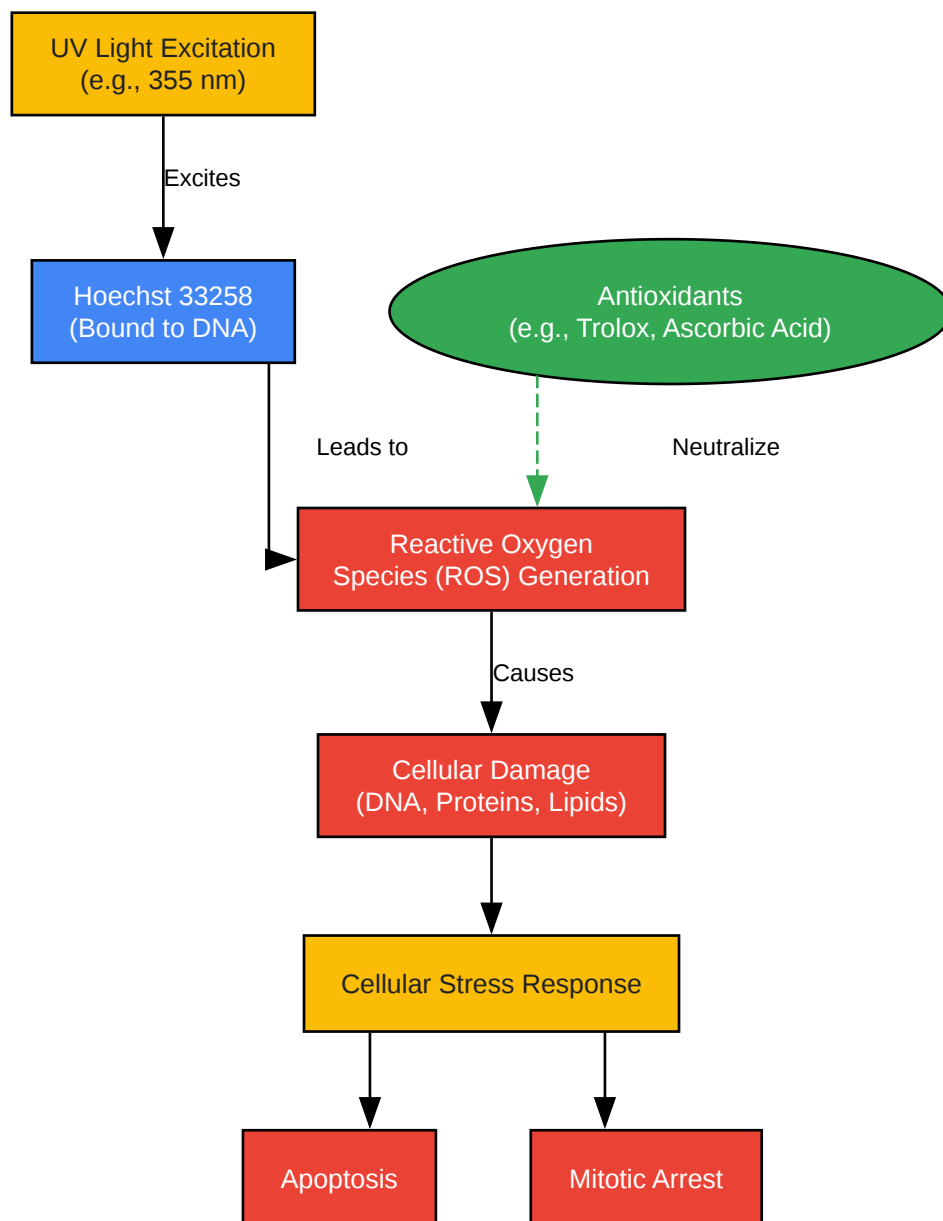 UV Light Excitation
(e.g., 355 nm)
Excites
Hoechst 33258
(Bound to DNA)
Antioxidants
(e.g., Trolox, Ascorbic Acid)
Leads to
Neutralize
Reactive Oxygen
Species (ROS) Generation
Causes
Cellular Damage
(DNA, Proteins, Lipids)
Cellular Stress Response
Apoptosis
Mitotic Arrest